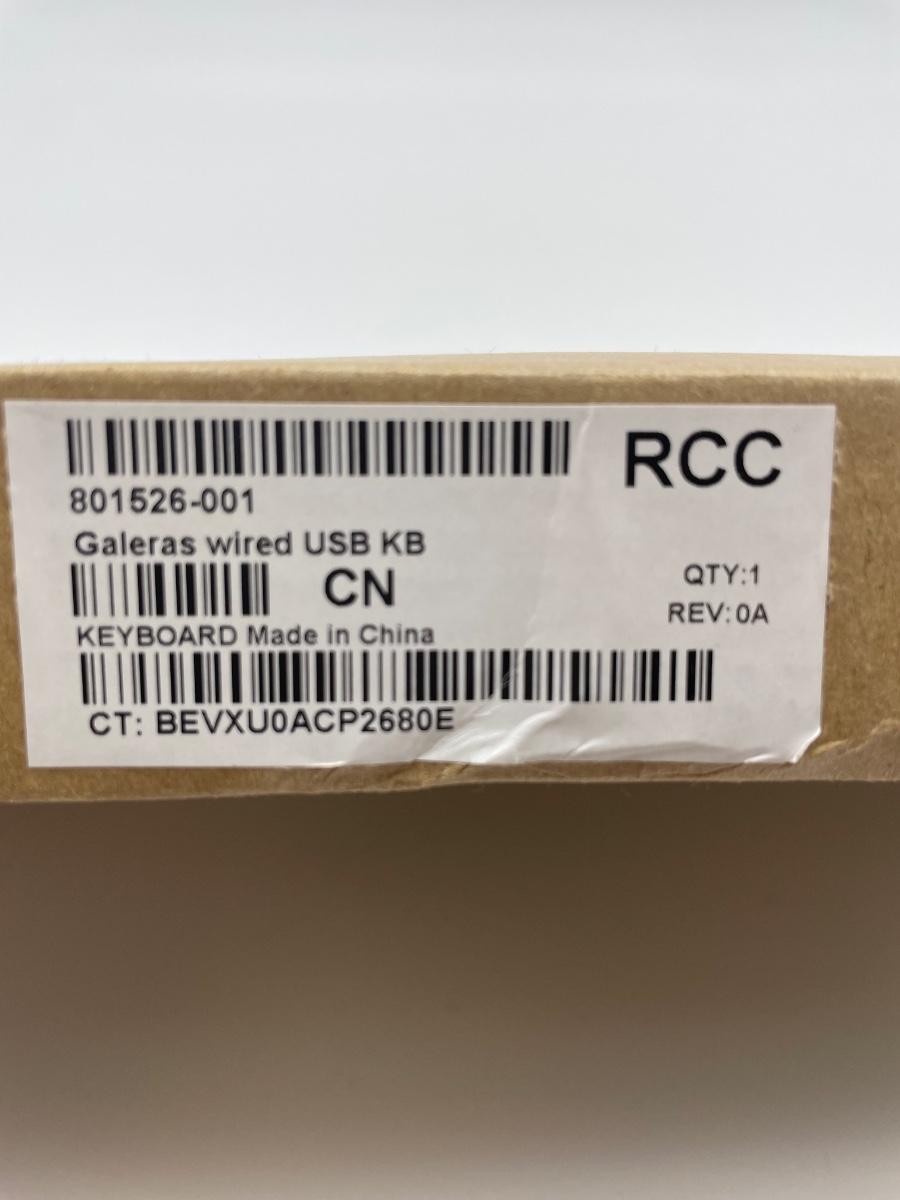 RCC
801526-001
Galeras wired USB KB
CN
QTY:1
REV:0A
KEYBOARD Made in China
CT: BEVXU0ACP2680E